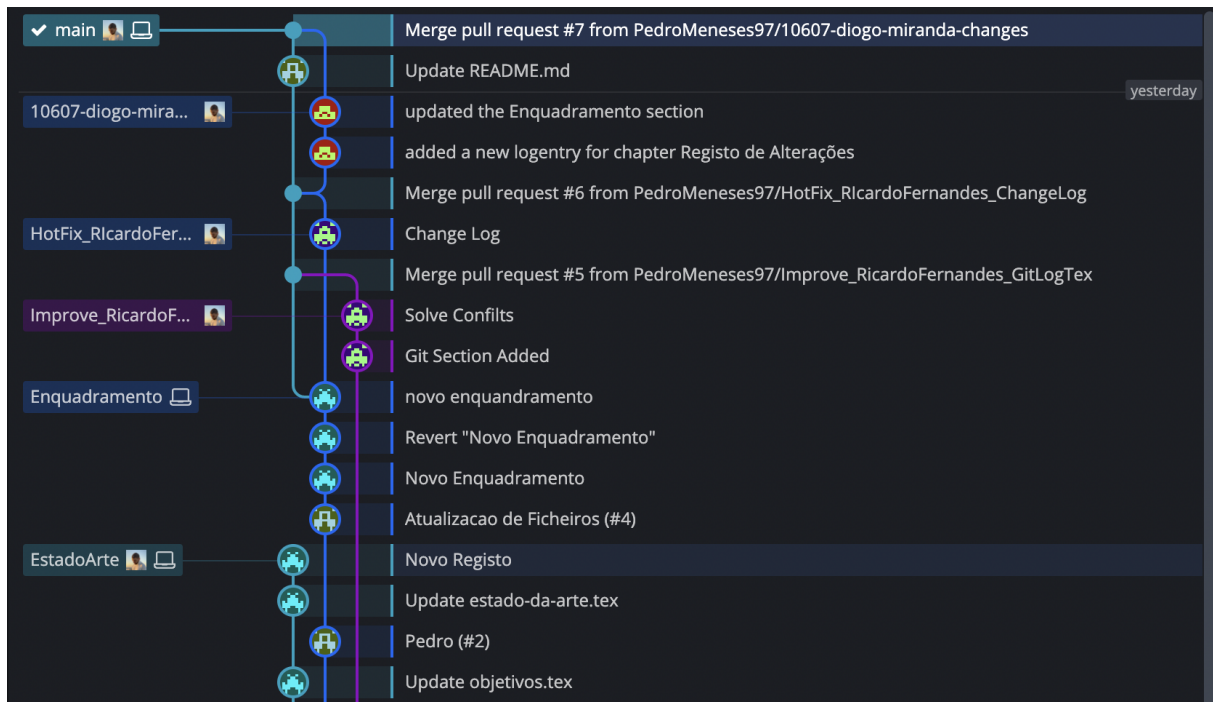 main
Merge pull request #7 from PedroMeneses97/10607-diogo-miranda-changes
Update README.md
yesterday
10607-diogo-mira...
updated the Enquadramento section
added a new logentry for chapter Registo de Alterações
Merge pull request #6 from PedroMeneses97/HotFix_RIcardoFernandes_ChangeLog
HotFix_RIcardoFer...
Change Log
Merge pull request #5 from PedroMeneses97/Improve_RicardoFernandes_GitLogTex
Improve_RicardoF...
Solve Confilts
Git Section Added
Enquadramento
novo enquandramento
Revert "Novo Enquadramento"
Novo Enquadramento
Atualizacao de Ficheiros (#4)
EstadoArte
Novo Registo
Update estado-da-arte.tex
Pedro (#2)
Update objetivos.tex